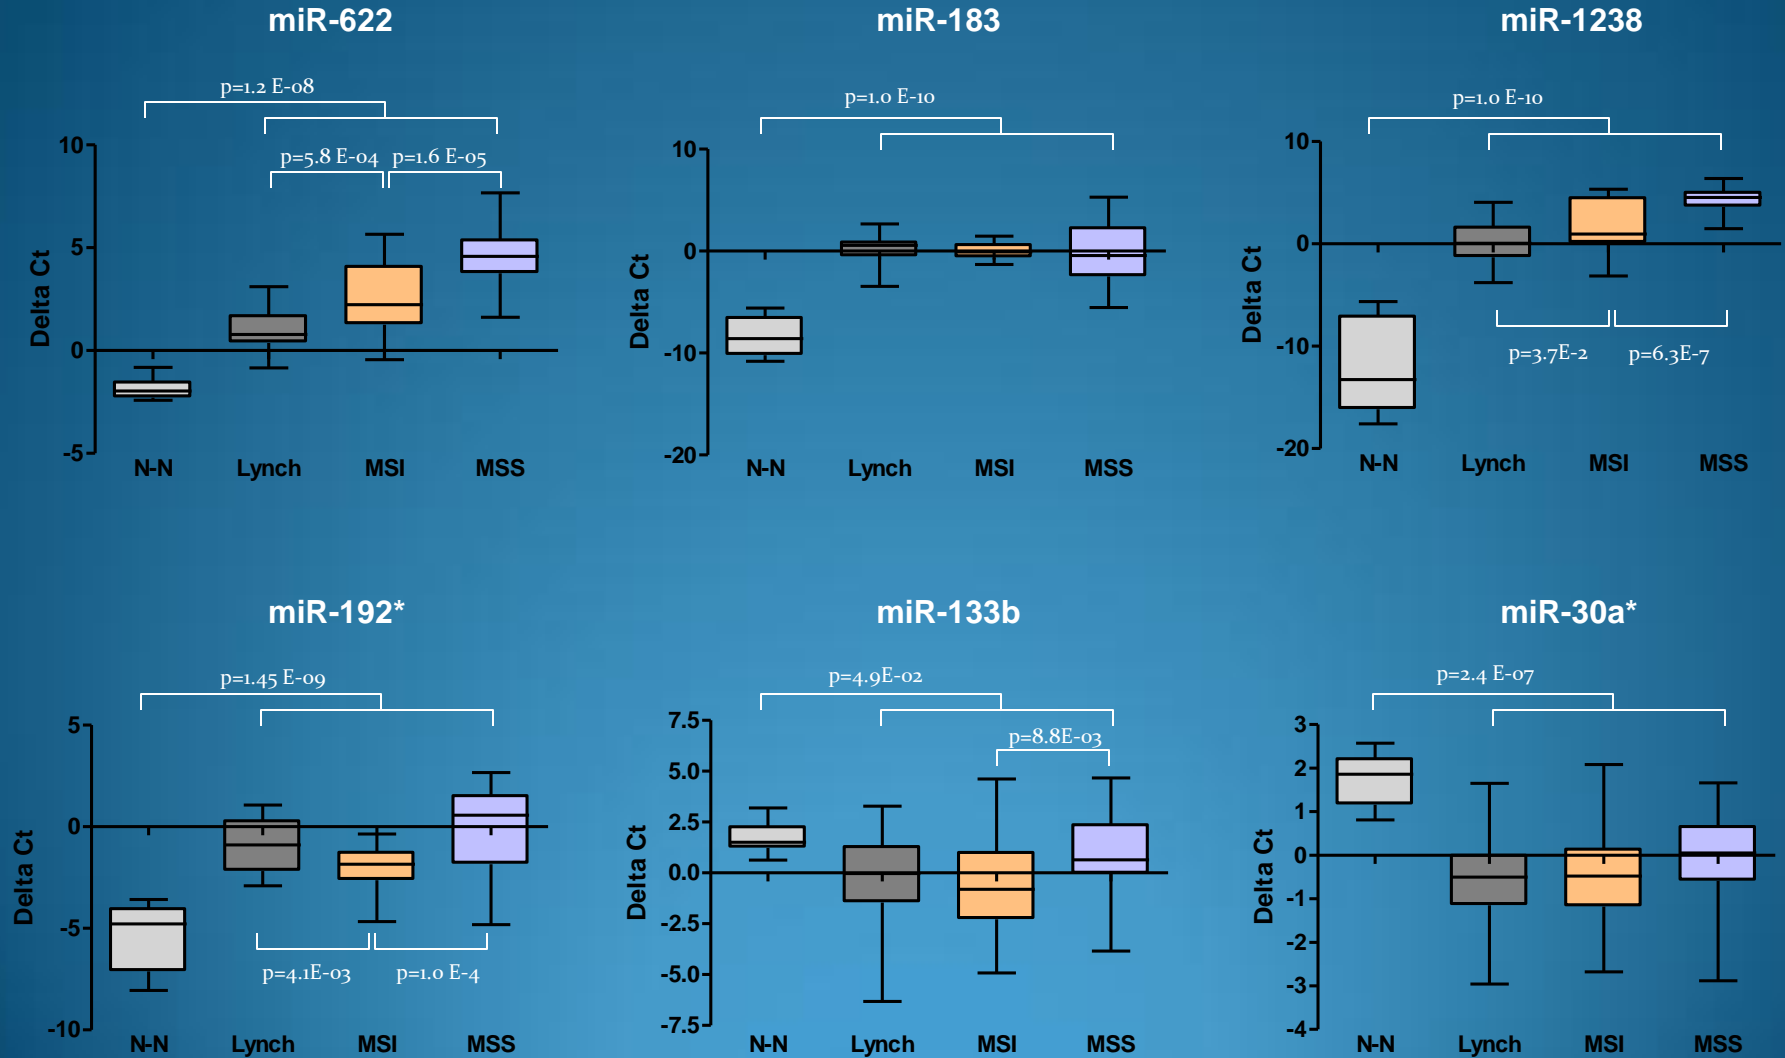 miR-622
p=1.2 E-08
p=5.8 E-04
p=1.6 E-05
Delta Ct
10
5
0
-5
N-N Lynch MSI MSS
miR-183
p=1.0 E-10
Delta Ct
10
0
-10
-20
N-N Lynch MSI MSS
miR-1238
p=1.0 E-10
Delta Ct
10
0
-10
-20
p=3.7E-2
p=6.3E-7
N-N Lynch MSI MSS
miR-192*
p=1.45 E-09
Delta Ct
5
0
-5
-10
p=4.1E-03
p=1.0 E-4
N-N Lynch MSI MSS
miR-133b
p=4.9E-02
p=8.8E-03
Delta Ct
7.5
5.0
2.5
0.0
-2.5
-5.0
-7.5
N-N Lynch MSI MSS
miR-30a*
p=2.4 E-07
Delta Ct
3
2
1
0
-1
-2
-3
-4
N-N Lynch MSI MSS